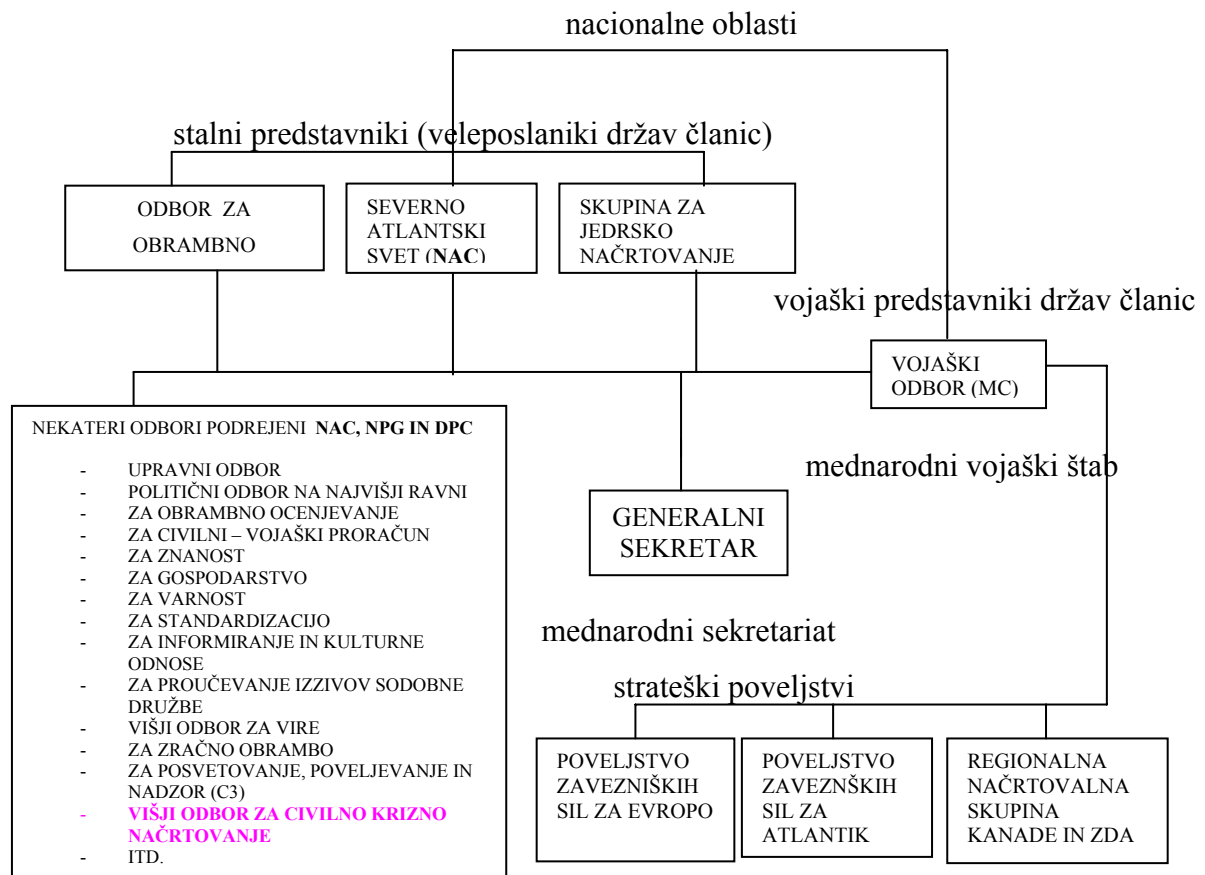 nacionalne oblasti
stalni predstavniki (veleposlaniki držav članic)
ODBOR ZA
OBRAMBNO
SEVERNO
ATLANTSKI
SVET (NAC)
SKUPINA ZA
JEDRSKO
NAČRTOVANJE
vojaški predstavniki držav članic
VOJAŠKI
ODBOR (MC)
NEKATERI ODBORI PODREJENI NAC, NPG IN DPC
- UPRAVNI ODBOR
- POLITIČNI ODBOR NA NAJVIŠJI RAVNI
- ZA OBRAMBNO OCENJEVANJE
- ZA CIVILNI – VOJAŠKI PRORAČUN
- ZA ZNANOST
- ZA GOSPODARSTVO
- ZA VARNOST
- ZA STANDARDIZACIJO
- ZA INFORMIRANJE IN KULTURNE
ODNOSE
- ZA PROUČEVANJE IZZIVOV SODOBNE
DRUŽBE
- VIŠJI ODBOR ZA VIRE
- ZA ZRAČNO OBRAMBO
- ZA POSVETOVANJE, POVELJEVANJE IN
NADZOR (C3)
- VIŠJI ODBOR ZA CIVILNO KRIZNO
NAČRTOVANJE
- ITD.
mednarodni vojaški štab
GENERALNI
SEKRETAR
mednarodni sekretariat
strateški poveljstvi
POVELJSTVO
ZAVEZNIŠKIH
SIL ZA EVROPO
POVELJSTVO
ZAVEZNŠKIH
SIL ZA
ATLANTIK
REGIONALNA
NAČRTOVALNA
SKUPINA
KANADE IN ZDA